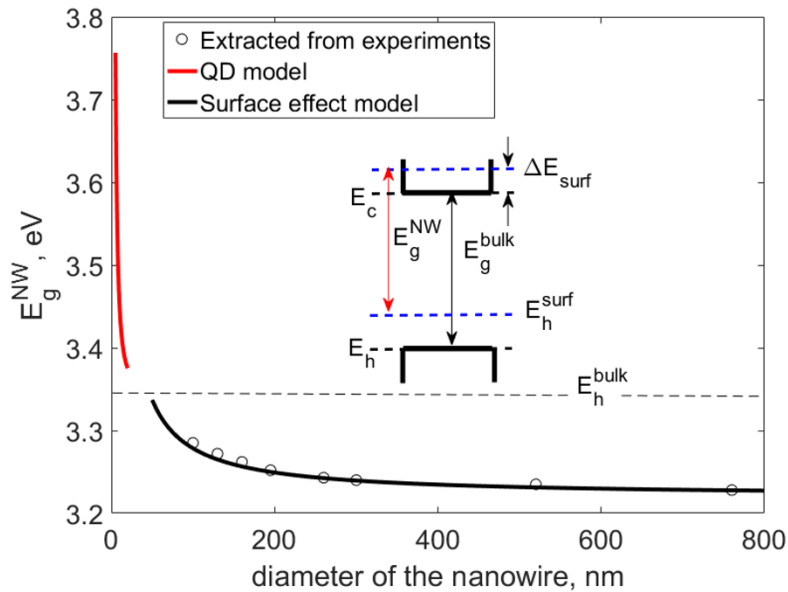 3.8
3.7
3.6
3.5
3.4
3.3
3.2
E_g^NW, eV
Extracted from experiments
QD model
Surface effect model
ΔE_surf
E_c
E_g^NW
E_g^bulk
E_h^surf
E_h
E_h^bulk
0 200 400 600 800
diameter of the nanowire, nm